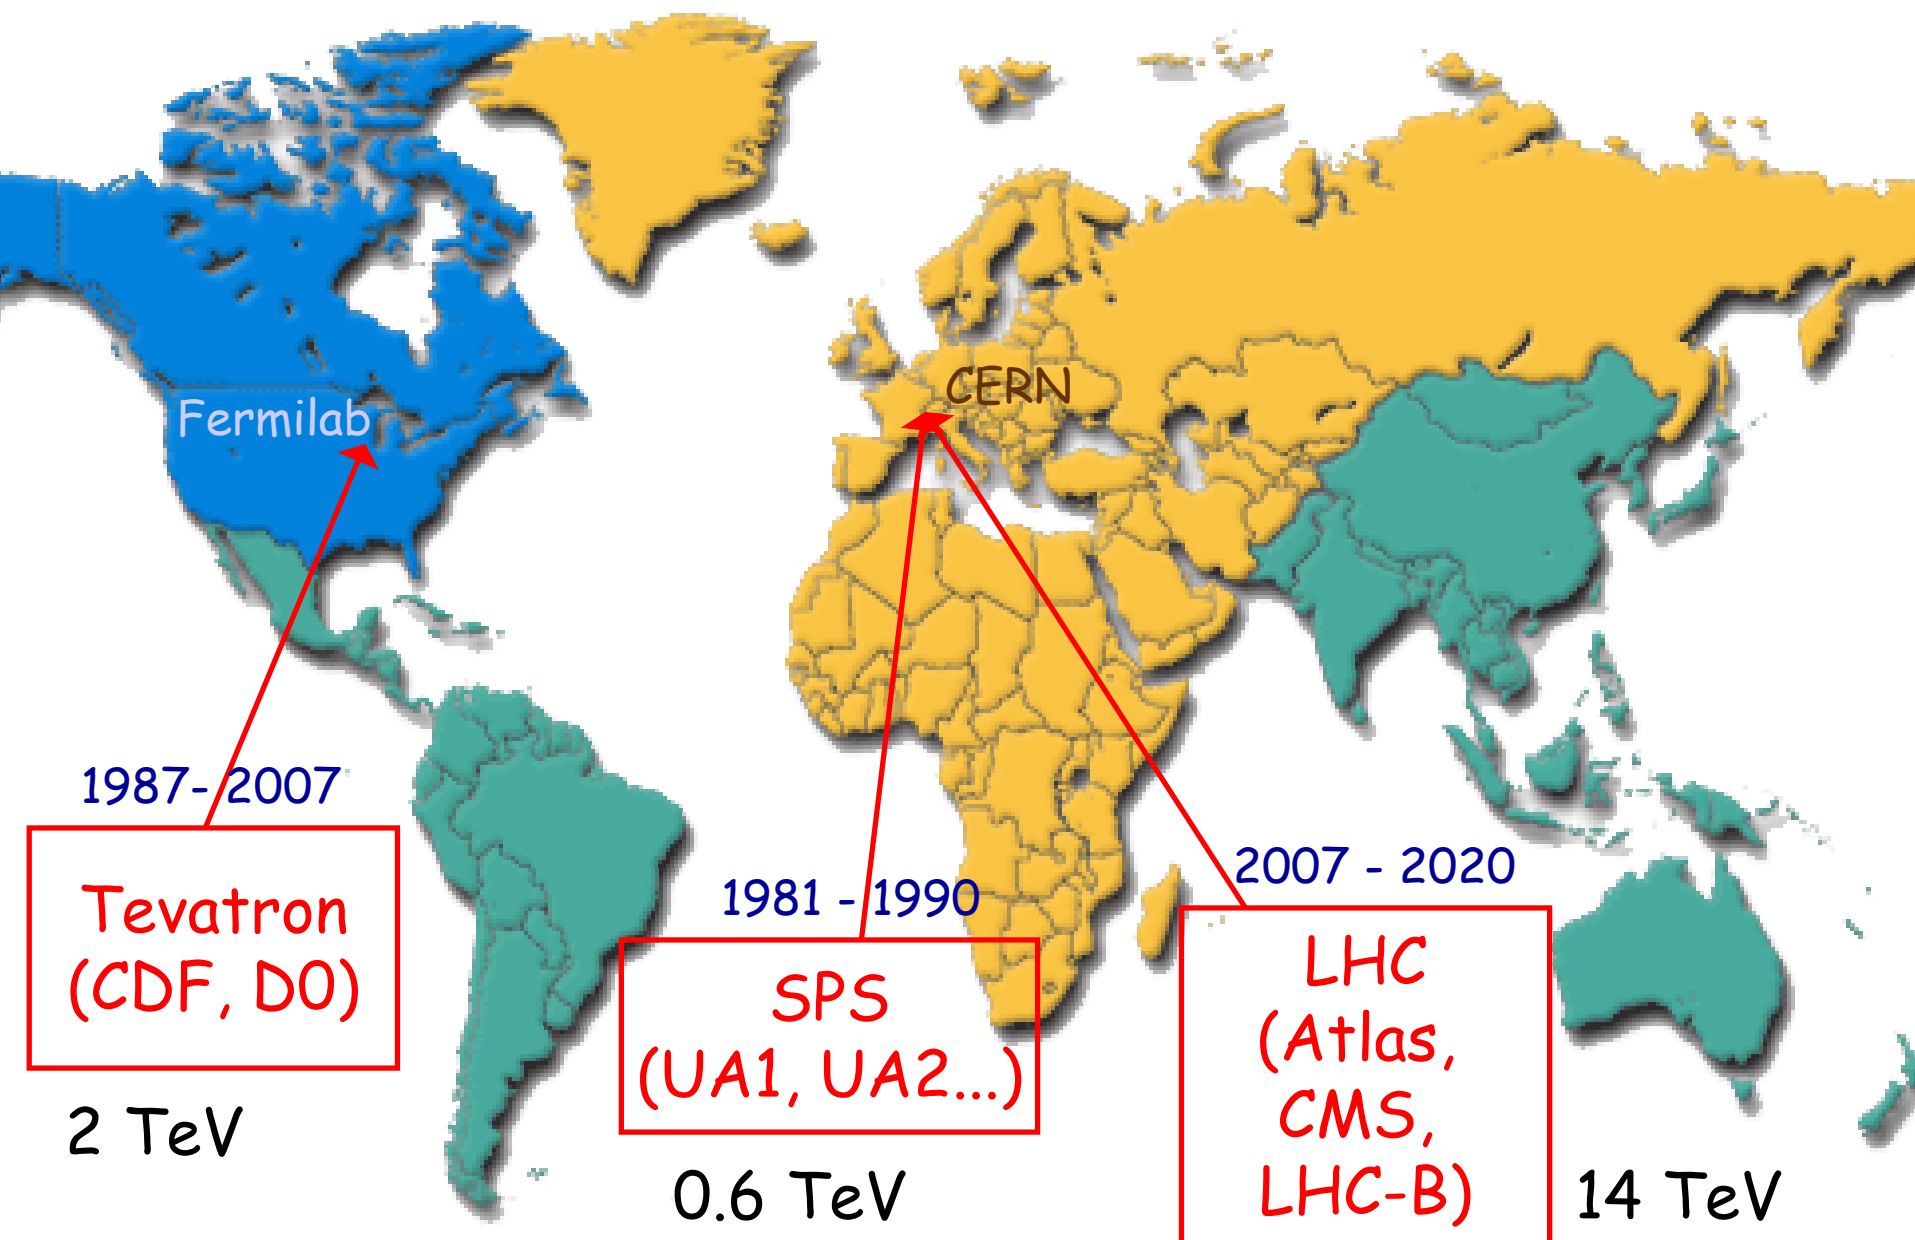 CERN
Fermilab
1987- 2007
Tevatron
(CDF, D0)
2 TeV
1981 - 1990
SPS
(UA1, UA2...)
0.6 TeV
2007 - 2020
LHC
(Atlas,
CMS,
LHC-B)
14 TeV